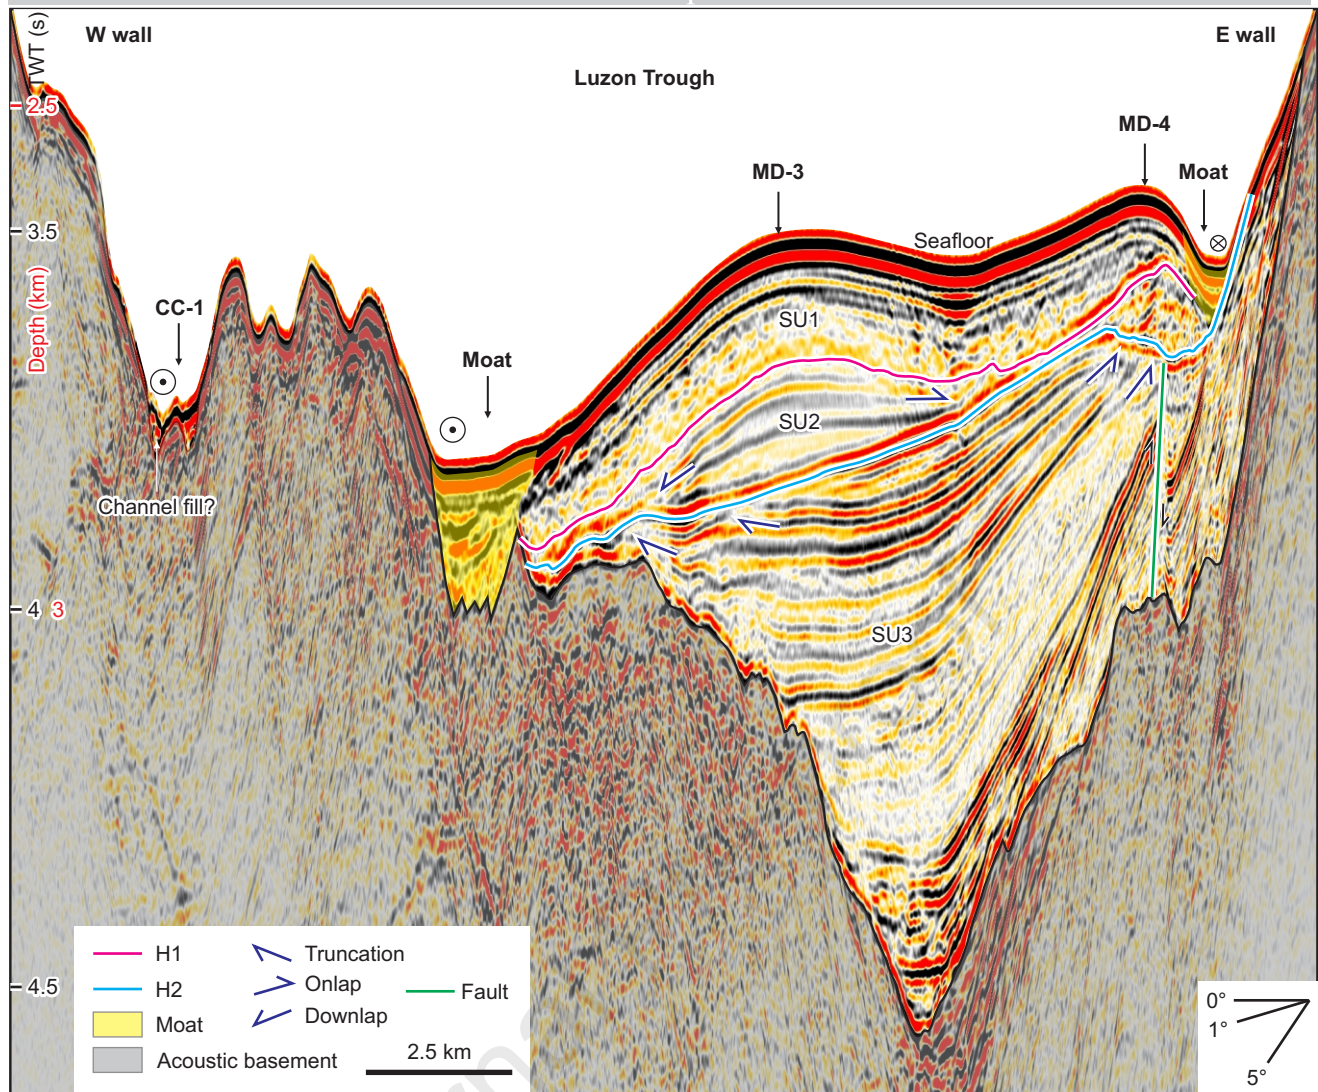 W wall
E wall
TWT (s)
Luzon Trough
2.5
MD-4
MD-3
Moat
3.5
Seafloor
Depth (km)
CC-1
SU1
Moat
SU2
Channel fill?
4 3
SU3
H1
Truncation
H2
Onlap
Fault
Moat
Downlap
Acoustic basement
2.5 km
4.5
0°
1°
5°